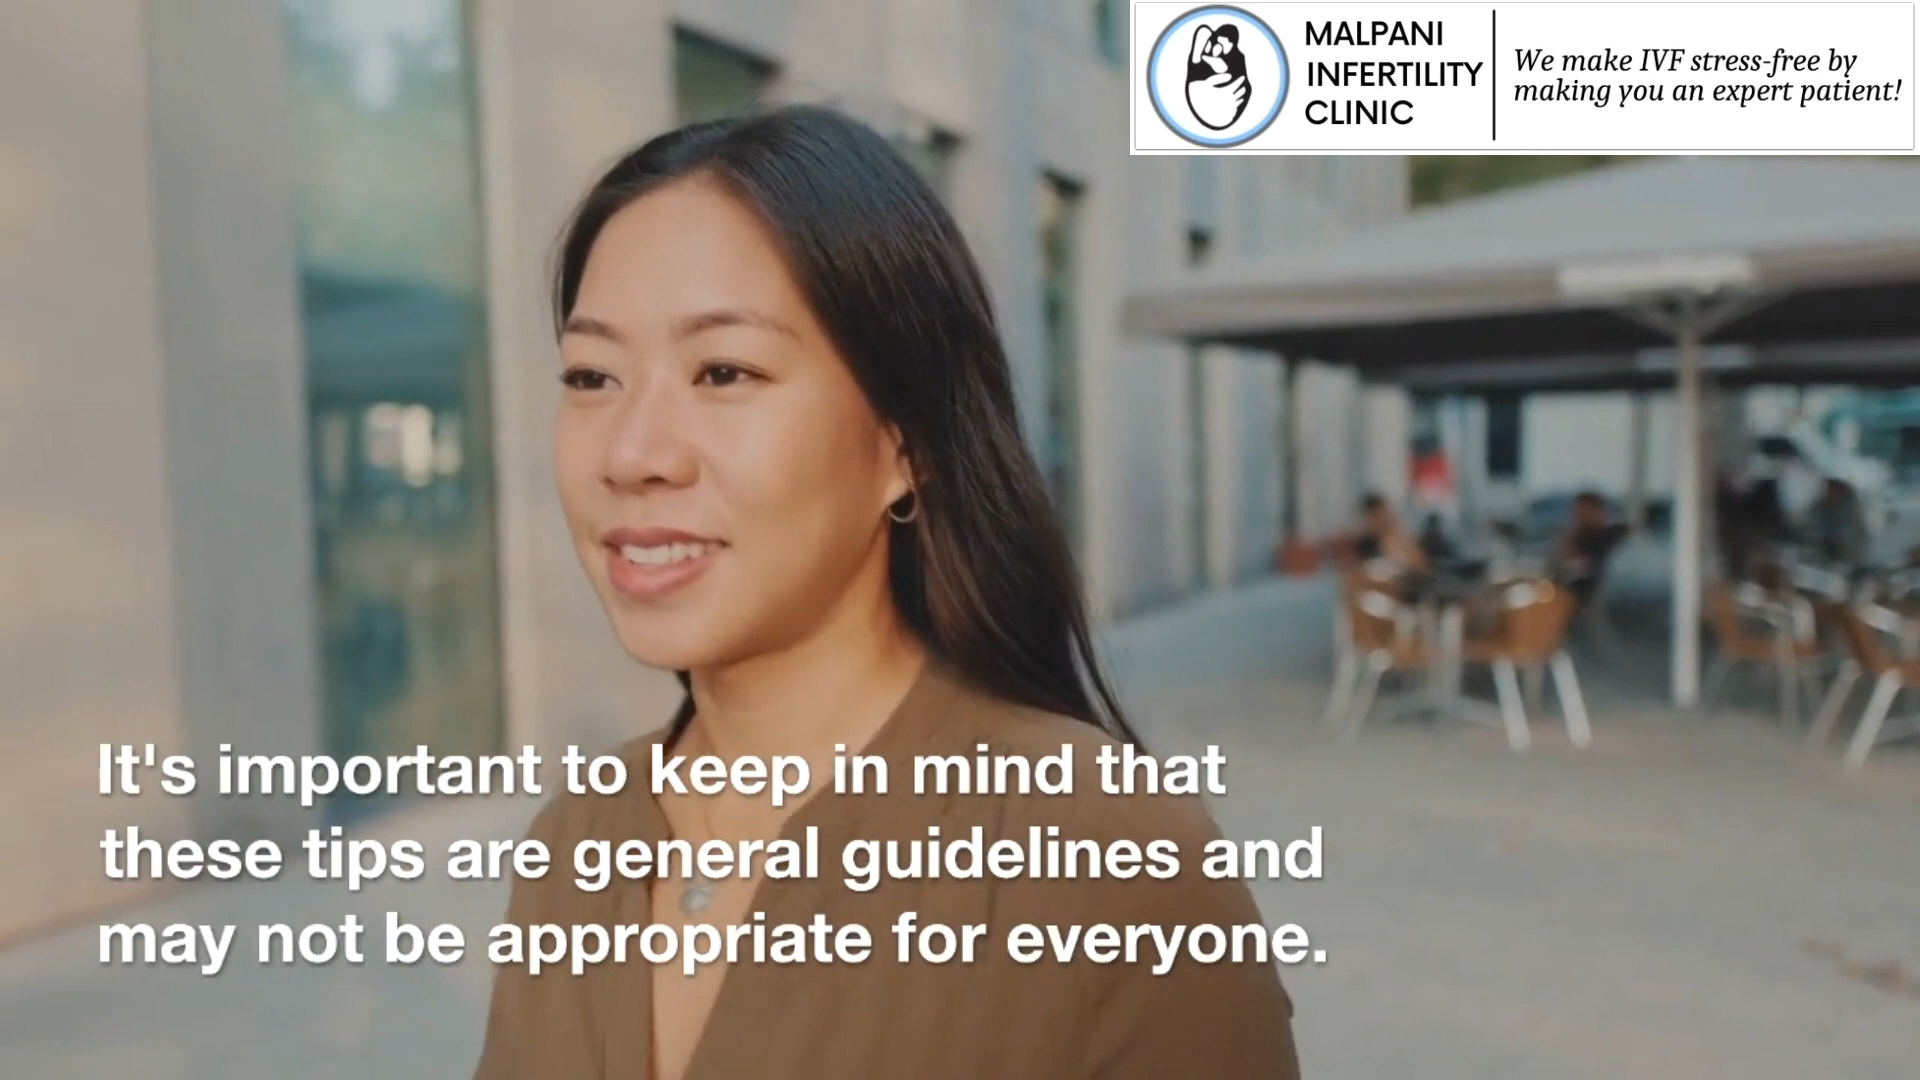 MALPANI
INFERTILITY
CLINIC
We make IVF stress-free by
making you an expert patient!
It's important to keep in mind that
these tips are general guidelines and
may not be appropriate for everyone.